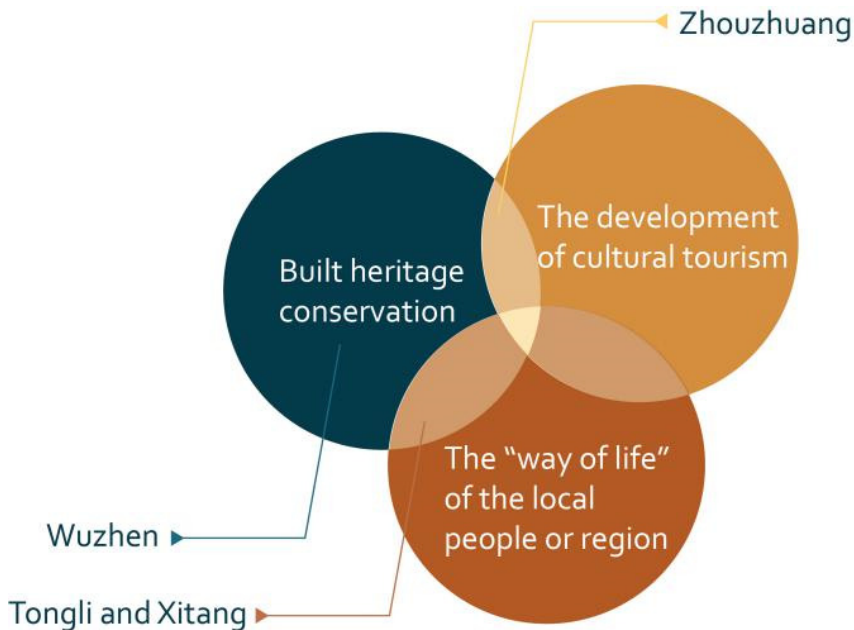 Zhouzhuang
The development
of cultural tourism
Built heritage
conservation
The “way of life”
of the local
people or region
Wuzhen
Tongli and Xitang